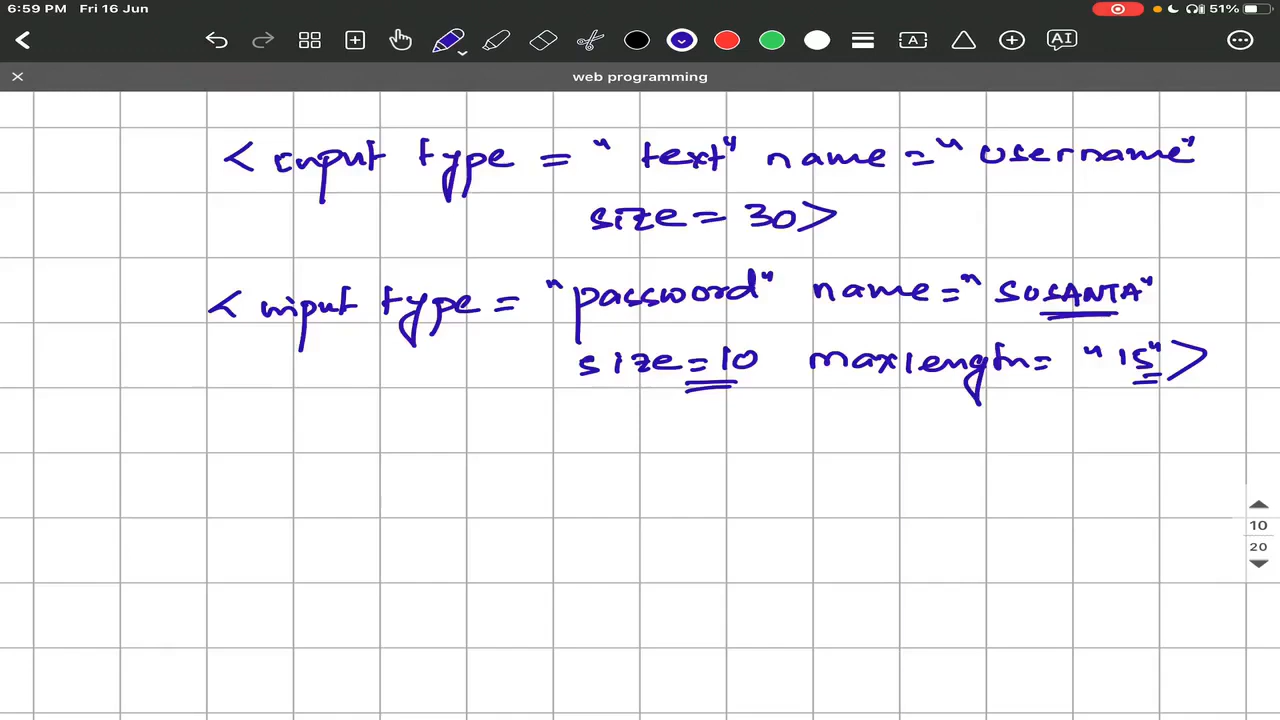 6:59 PM Fri 16 Jun 51%
A AI
web programming
< input type = "text" name = "username"
size = 30>
< input type = "password" name = "SUSANTA"
size = 10 maxlength = "15">
10
20